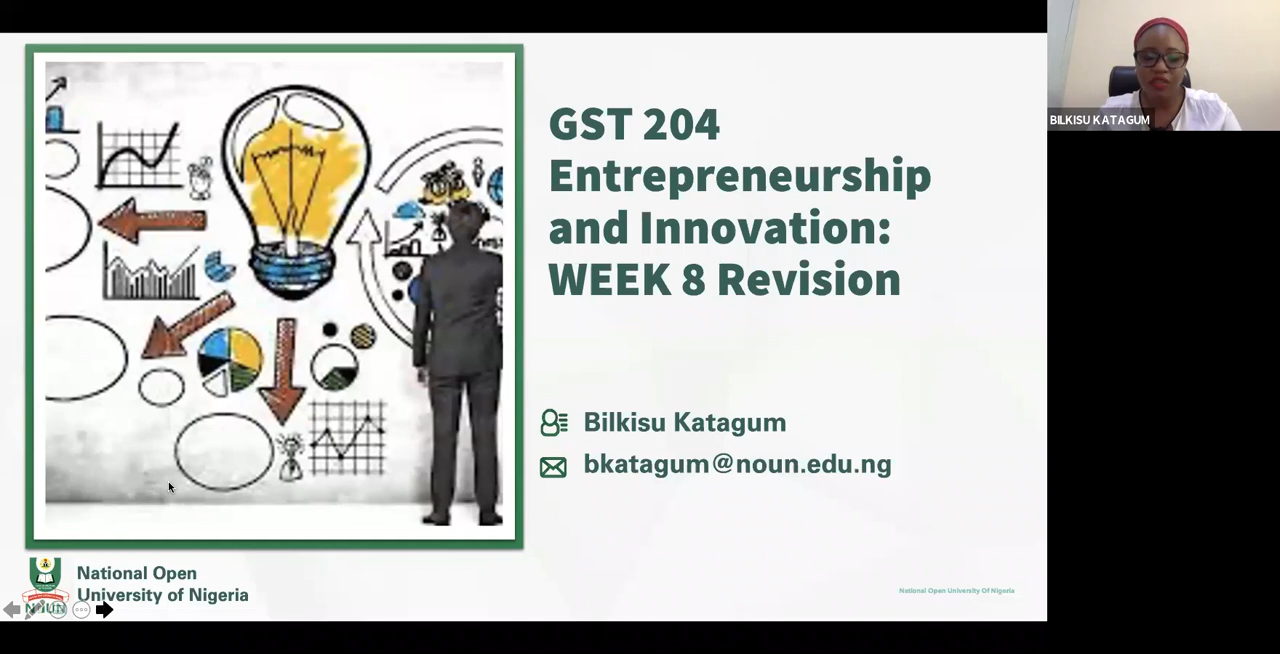 GST 204
Entrepreneurship
and Innovation:
WEEK 8 Revision
Bilkisu Katagum
bkatagum@noun.edu.ng
National Open
University of Nigeria
NOUN
National Open University Of Nigeria
BILKISU KATAGUM